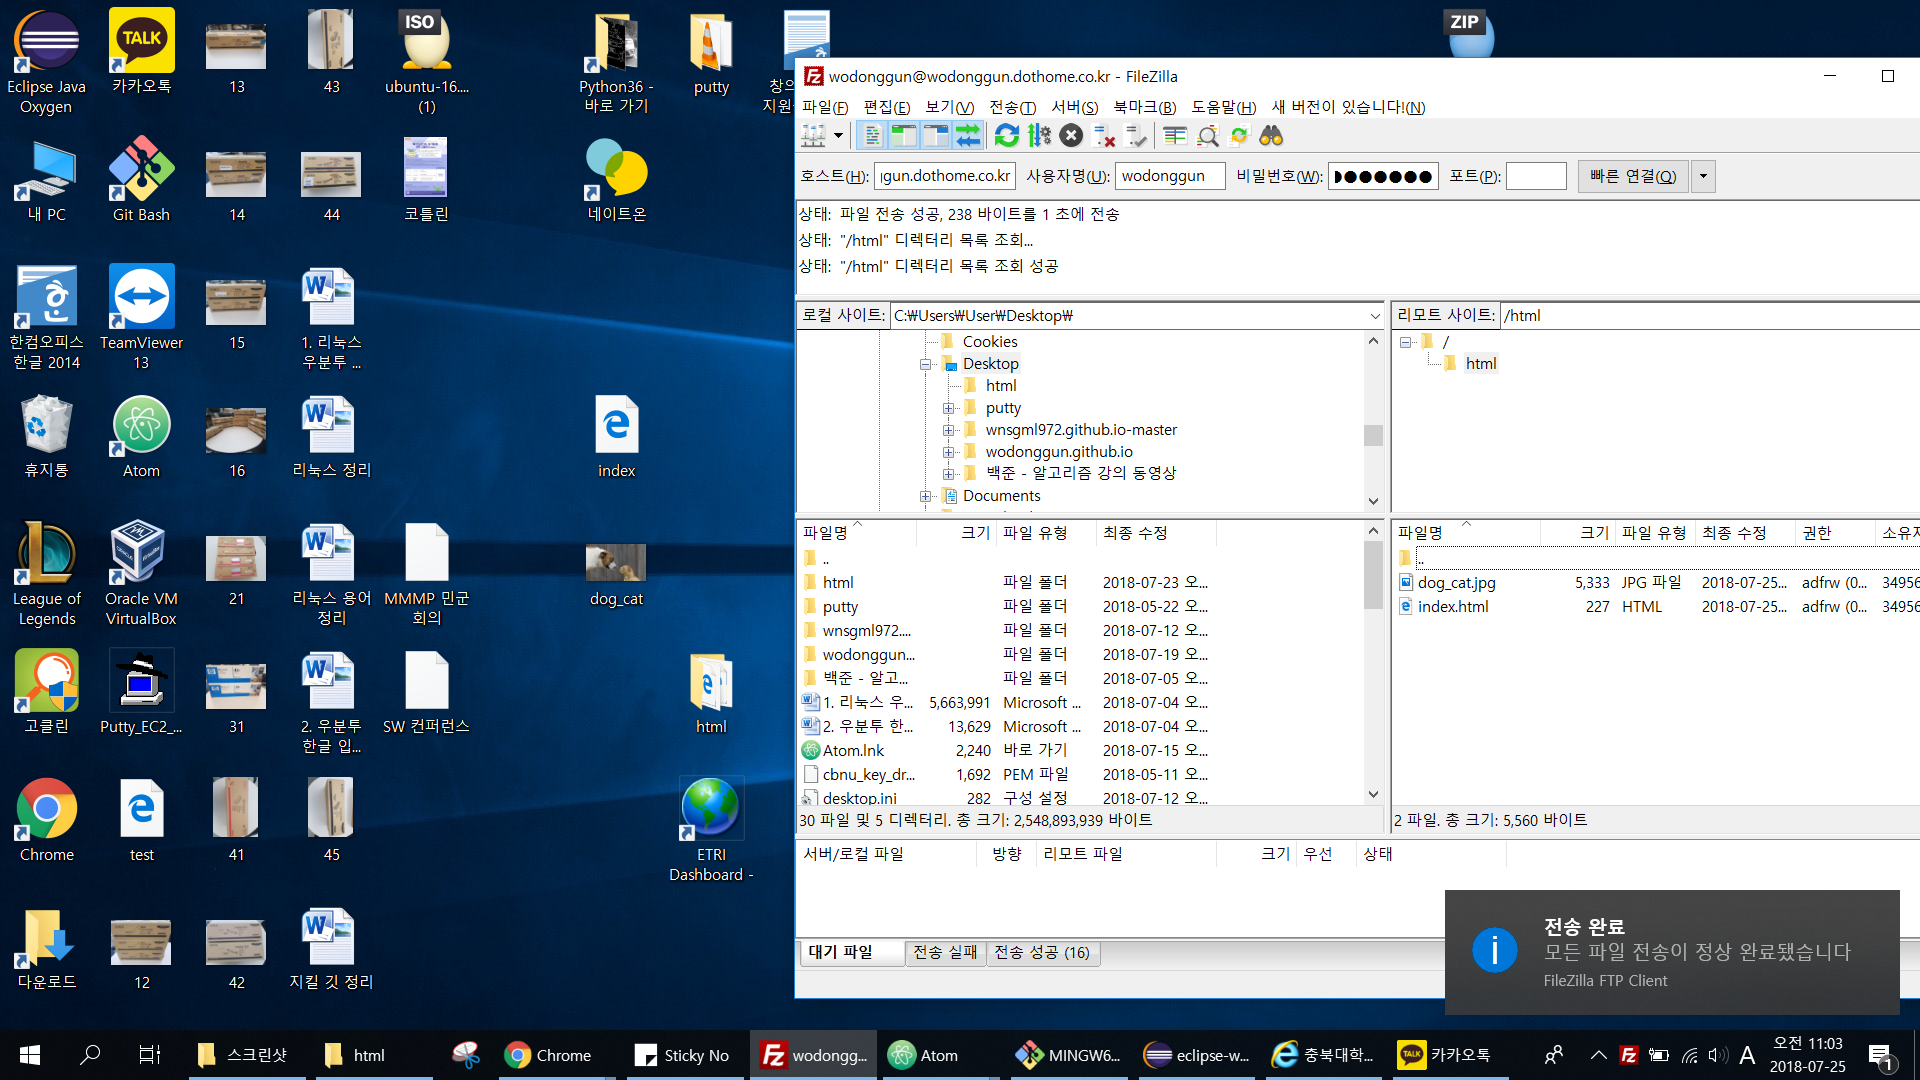 Eclipse Java
Oxygen
TALK
카카오톡
13
43
ISO
ubuntu-16....
(1)
Python36 -
바로 가기
putty
ZIP
내 PC
Git Bash
14
44
코틀린
네이트온
한컴오피스
한글 2014
TeamViewer
13
15
1. 리눅스
우분투 ...
휴지통
Atom
16
리눅스 정리
index
League of
Legends
Oracle VM
VirtualBox
21
리눅스 용어
정리
MMMP 민군
회의
dog_cat
고클린
Putty_EC2_...
31
2. 우분투
한글 입...
SW 컨퍼런스
html
Chrome
test
41
45
ETRI
Dashboard -
다운로드
12
42
지킬 깃 정리
wodonggun@wodonggun.dothome.co.kr - FileZilla
파일(F) 편집(E) 보기(V) 전송(T) 서버(S) 북마크(B) 도움말(H) 새 버전이 있습니다!(N)
호스트(H): gun.dothome.co.kr 사용자명(U): wodonggun 비밀번호(W): ●●●●●●● 포트(P): 빠른 연결(Q)
상태: 파일 전송 성공, 238 바이트를 1 초에 전송
상태: "/html" 디렉터리 목록 조회...
상태: "/html" 디렉터리 목록 조회 성공
로컬 사이트: C:₩Users₩User₩Desktop₩
Cookies
Desktop
html
putty
wnsgml972.github.io-master
wodonggun.github.io
백준 - 알고리즘 강의 동영상
Documents
리모트 사이트: /html
/
html
파일명 크기 파일 유형 최종 수정
..
html 파일 폴더 2018-07-23 오...
putty 파일 폴더 2018-05-22 오...
wnsgml972.... 파일 폴더 2018-07-12 오...
wodonggun... 파일 폴더 2018-07-19 오...
백준 - 알고... 파일 폴더 2018-07-05 오...
1. 리눅스 우... 5,663,991 Microsoft ... 2018-07-04 오...
2. 우분투 한... 13,629 Microsoft ... 2018-07-04 오...
Atom.lnk 2,240 바로 가기 2018-07-15 오...
cbnu_key_dr... 1,692 PEM 파일 2018-05-11 오...
desktop.ini 282 구성 설정 2018-07-12 오...
30 파일 및 5 디렉터리. 총 크기: 2,548,893,939 바이트
파일명 크기 파일 유형 최종 수정 권한 소유자
..
dog_cat.jpg 5,333 JPG 파일 2018-07-25... adfrw (0... 34956
index.html 227 HTML 2018-07-25... adfrw (0... 34956
2 파일. 총 크기: 5,560 바이트
서버/로컬 파일 방향 리모트 파일 크기 우선 상태
대기 파일 전송 실패 전송 성공 (16)
전송 완료
모든 파일 전송이 정상 완료됐습니다
FileZilla FTP Client
스크린샷
html
Chrome
Sticky No
wodongg...
Atom
MINGW6...
eclipse-w...
충북대학...
TALK
카카오톡
A
오전 11:03
2018-07-25
1